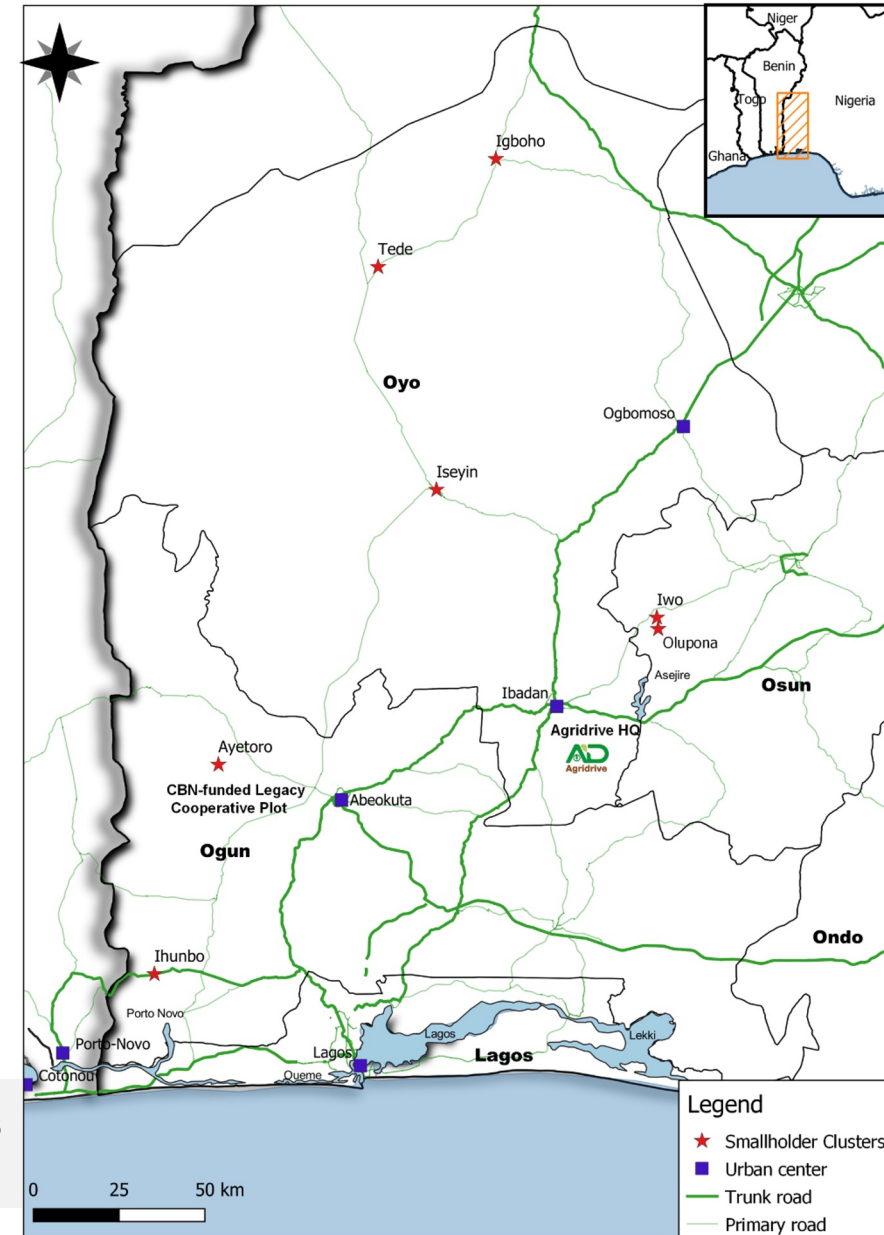 Niger
Benin
Togo
Nigeria
Ghana
Igboho
Tede
Oyo
Ogbomoso
Iseyin
Iwo
Olupona
Asejire
Osun
Ibadan
Agridrive HQ
AD
Agridrive
Ayetoro
CBN-funded Legacy
Cooperative Plot
Abeokuta
Ogun
Ondo
Ihunbo
Porto Novo
Porto-Novo
Cotonou
Lagos
Lagos
Lekki
Lagos
Oueme
Legend
Smallholder Clusters
Urban center
Trunk road
Primary road
0 25 50 km